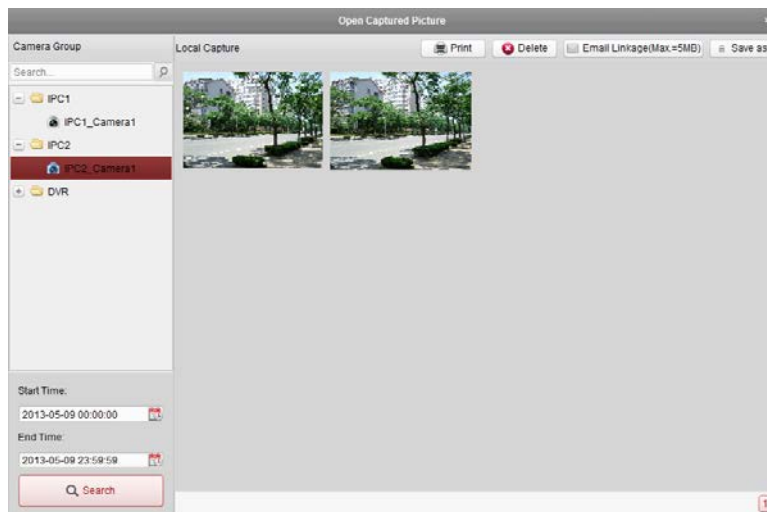 Open Captured Picture
Camera Group
Local Capture
Print
Delete
Email Linkage(Max.=5MB)
Save as
Search...
IPC1
IPC1_Camera1
IPC2
IPC2_Camera1
DVR
Start Time:
2013-05-09 00:00:00
End Time:
2013-05-09 23:59:59
Search
1